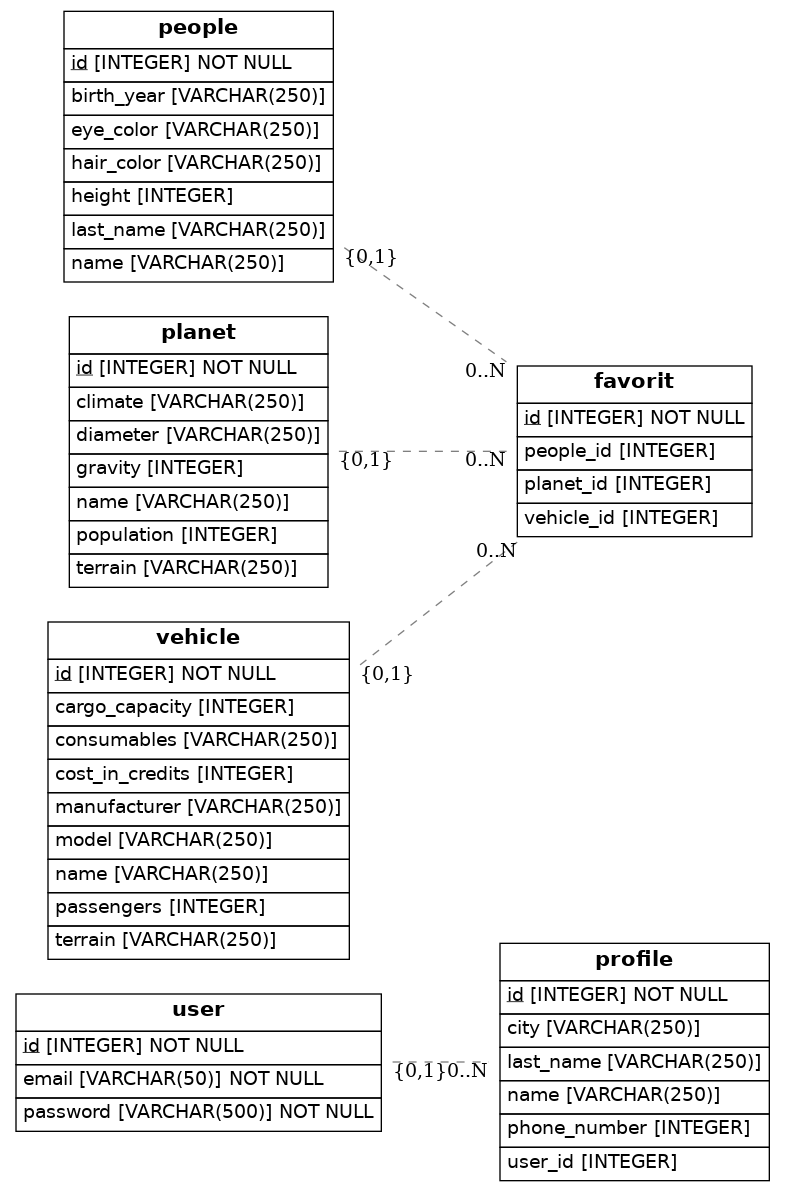 people
id [INTEGER] NOT NULL
birth_year [VARCHAR(250)]
eye_color [VARCHAR(250)]
hair_color [VARCHAR(250)]
height [INTEGER]
last_name [VARCHAR(250)]
name [VARCHAR(250)]
{0,1}
planet
id [INTEGER] NOT NULL
climate [VARCHAR(250)]
diameter [VARCHAR(250)]
gravity [INTEGER]
name [VARCHAR(250)]
population [INTEGER]
terrain [VARCHAR(250)]
{0,1}
0..N
0..N
0..N
favorit
id [INTEGER] NOT NULL
people_id [INTEGER]
planet_id [INTEGER]
vehicle_id [INTEGER]
vehicle
id [INTEGER] NOT NULL
cargo_capacity [INTEGER]
consumables [VARCHAR(250)]
cost_in_credits [INTEGER]
manufacturer [VARCHAR(250)]
model [VARCHAR(250)]
name [VARCHAR(250)]
passengers [INTEGER]
terrain [VARCHAR(250)]
{0,1}
user
id [INTEGER] NOT NULL
email [VARCHAR(50)] NOT NULL
password [VARCHAR(500)] NOT NULL
{0,1}0..N
profile
id [INTEGER] NOT NULL
city [VARCHAR(250)]
last_name [VARCHAR(250)]
name [VARCHAR(250)]
phone_number [INTEGER]
user_id [INTEGER]